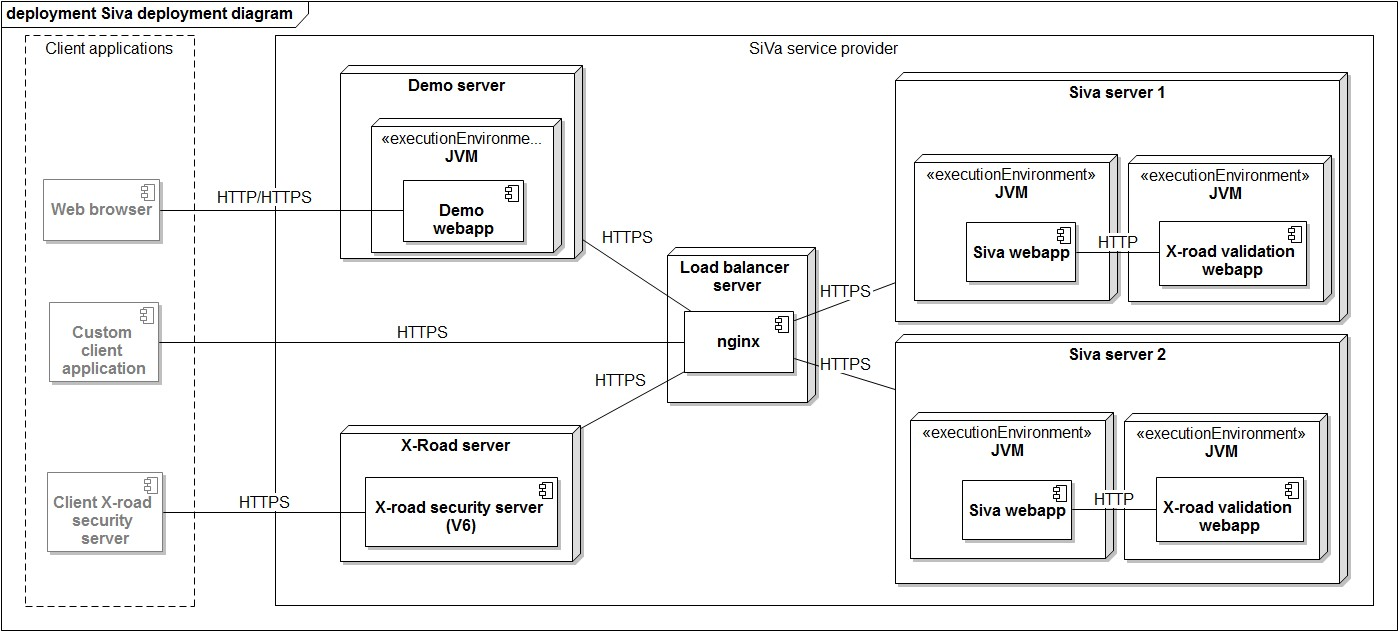 deployment Siva deployment diagram
Client applications
SiVa service provider
Web browser
Custom
client
application
Client X-road
security
server
HTTP/HTTPS
HTTPS
HTTPS
Demo server
«executionEnvironme...
JVM
Demo
webapp
X-Road server
X-road security server
(V6)
HTTPS
HTTPS
Load balancer
server
nginx
HTTPS
HTTPS
Siva server 1
«executionEnvironment»
JVM
Siva webapp
HTTP
«executionEnvironment»
JVM
X-road validation
webapp
Siva server 2
«executionEnvironment»
JVM
Siva webapp
HTTP
«executionEnvironment»
JVM
X-road validation
webapp